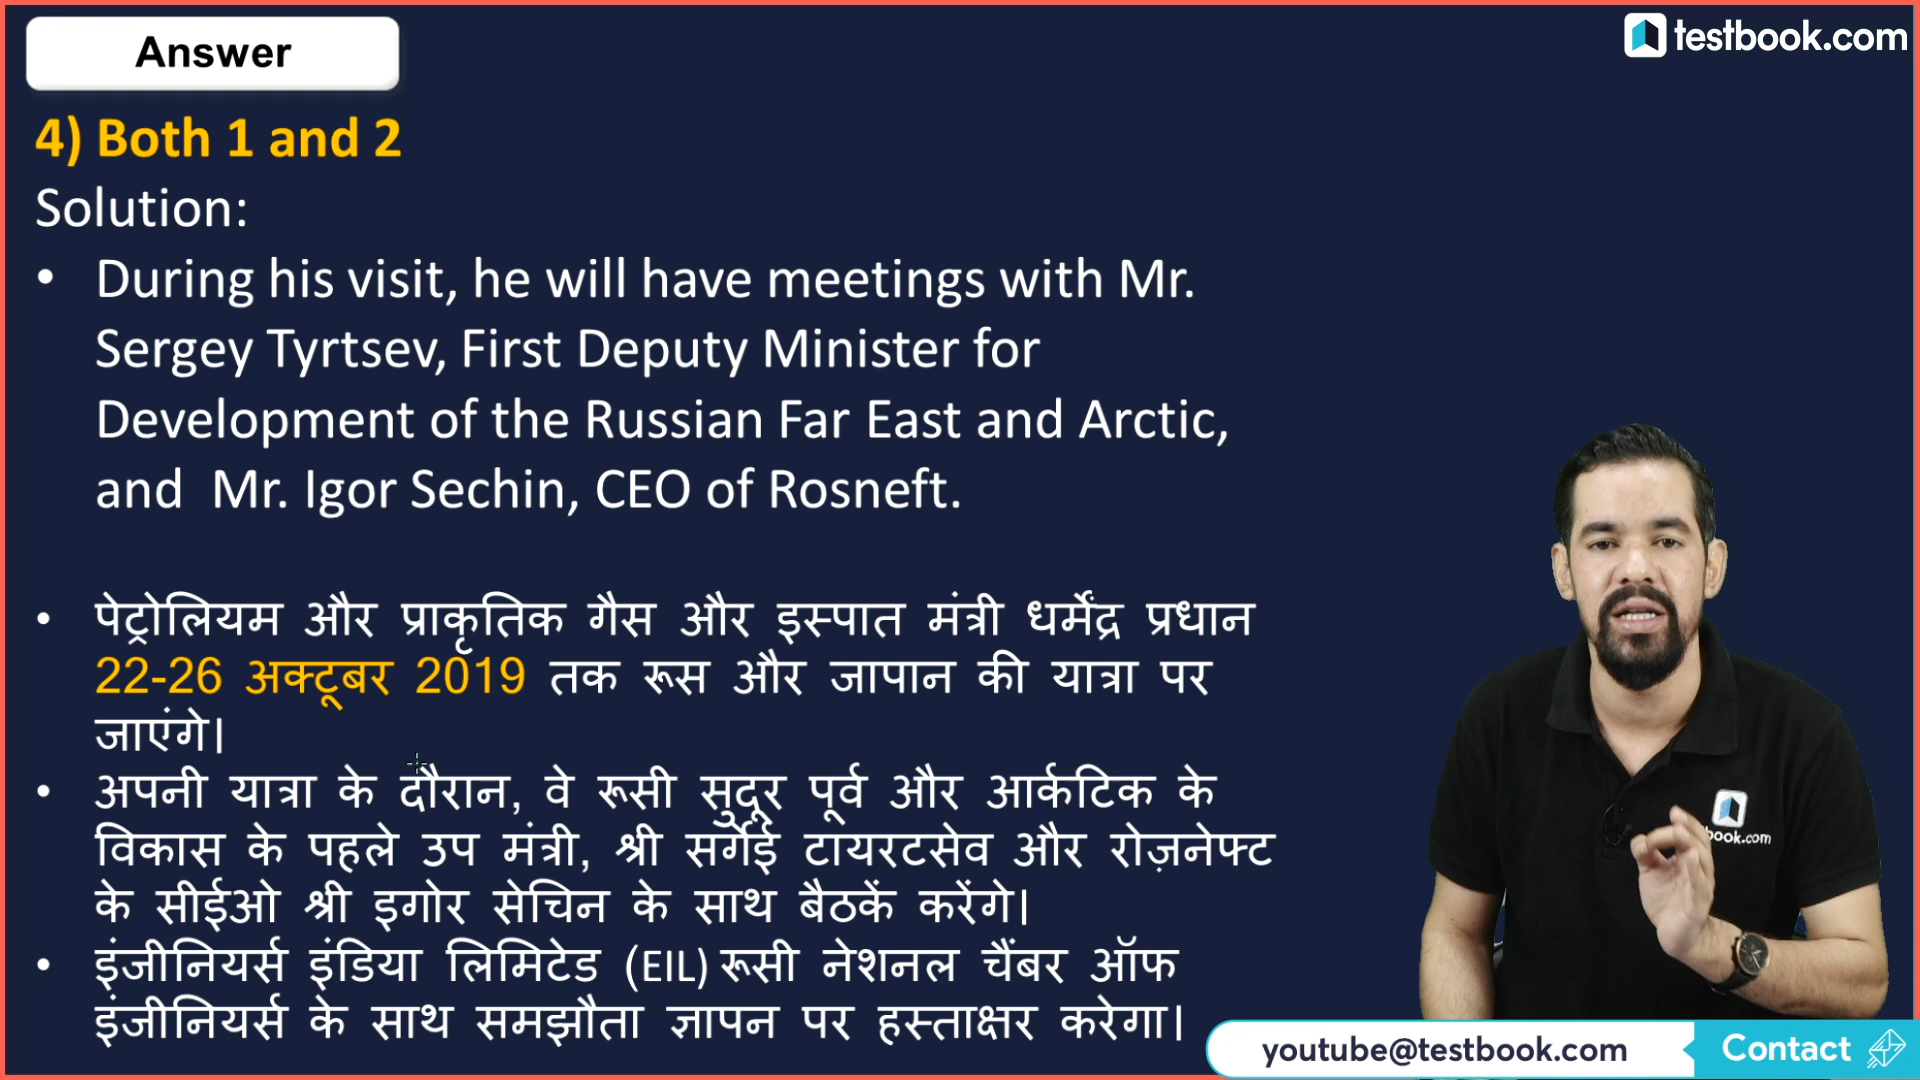 Answer
testbook.com
4) Both 1 and 2
Solution:
• During his visit, he will have meetings with Mr.
Sergey Tyrtsev, First Deputy Minister for
Development of the Russian Far East and Arctic,
and Mr. Igor Sechin, CEO of Rosneft.
• पेट्रोलियम और प्राकृतिक गैस और इस्पात मंत्री धर्मेंद्र प्रधान
22-26 अक्टूबर 2019 तक रूस और जापान की यात्रा पर
जाएंगे।
• अपनी यात्रा के दौरान, वे रूसी सुदूर पूर्व और आर्कटिक के
विकास के पहले उप मंत्री, श्री सर्गेई टायरटसेव और रोज़नेफ्ट
के सीईओ श्री इगोर सेचिन के साथ बैठकें करेंगे।
• इंजीनियर्स इंडिया लिमिटेड (EIL) रूसी नेशनल चैंबर ऑफ
इंजीनियर्स के साथ समझौता ज्ञापन पर हस्ताक्षर करेगा।
book.com
youtube@testbook.com
Contact